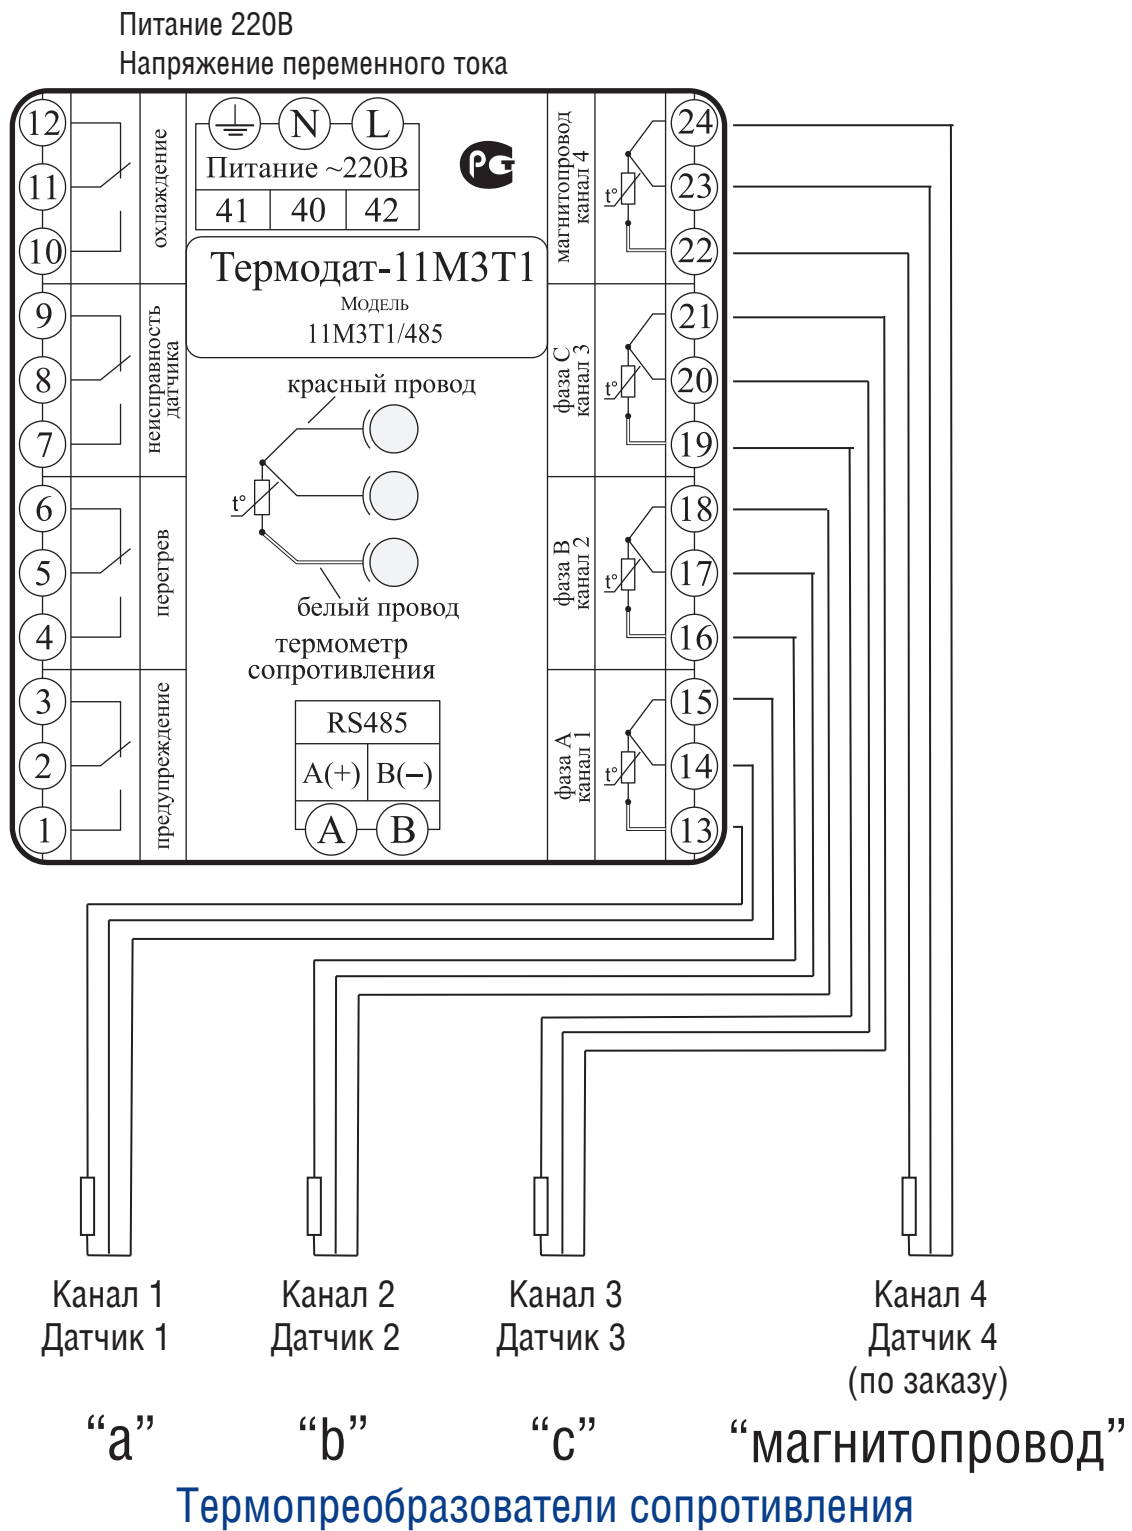 Питание 220В
Напряжение переменного тока
12
11
10
охлаждение
9
8
7
неисправность
датчика
6
5
4
перегрев
3
2
1
предупреждение
N
L
Питание ~220В
41
40
42
РСТ
Термодат-11М3Т1
Модель
11М3Т1/485
красный провод
t°
белый провод
термометр
сопротивления
RS485
A(+)
B(–)
A
B
магнитопровод
канал 4
t°
24
23
22
фаза С
канал 3
t°
21
20
19
фаза В
канал 2
t°
18
17
16
фаза А
канал 1
t°
15
14
13
Канал 1
Датчик 1
Канал 2
Датчик 2
Канал 3
Датчик 3
Канал 4
Датчик 4
(по заказу)
“a”
“b”
“c”
“магнитопровод”
Термопреобразователи сопротивления